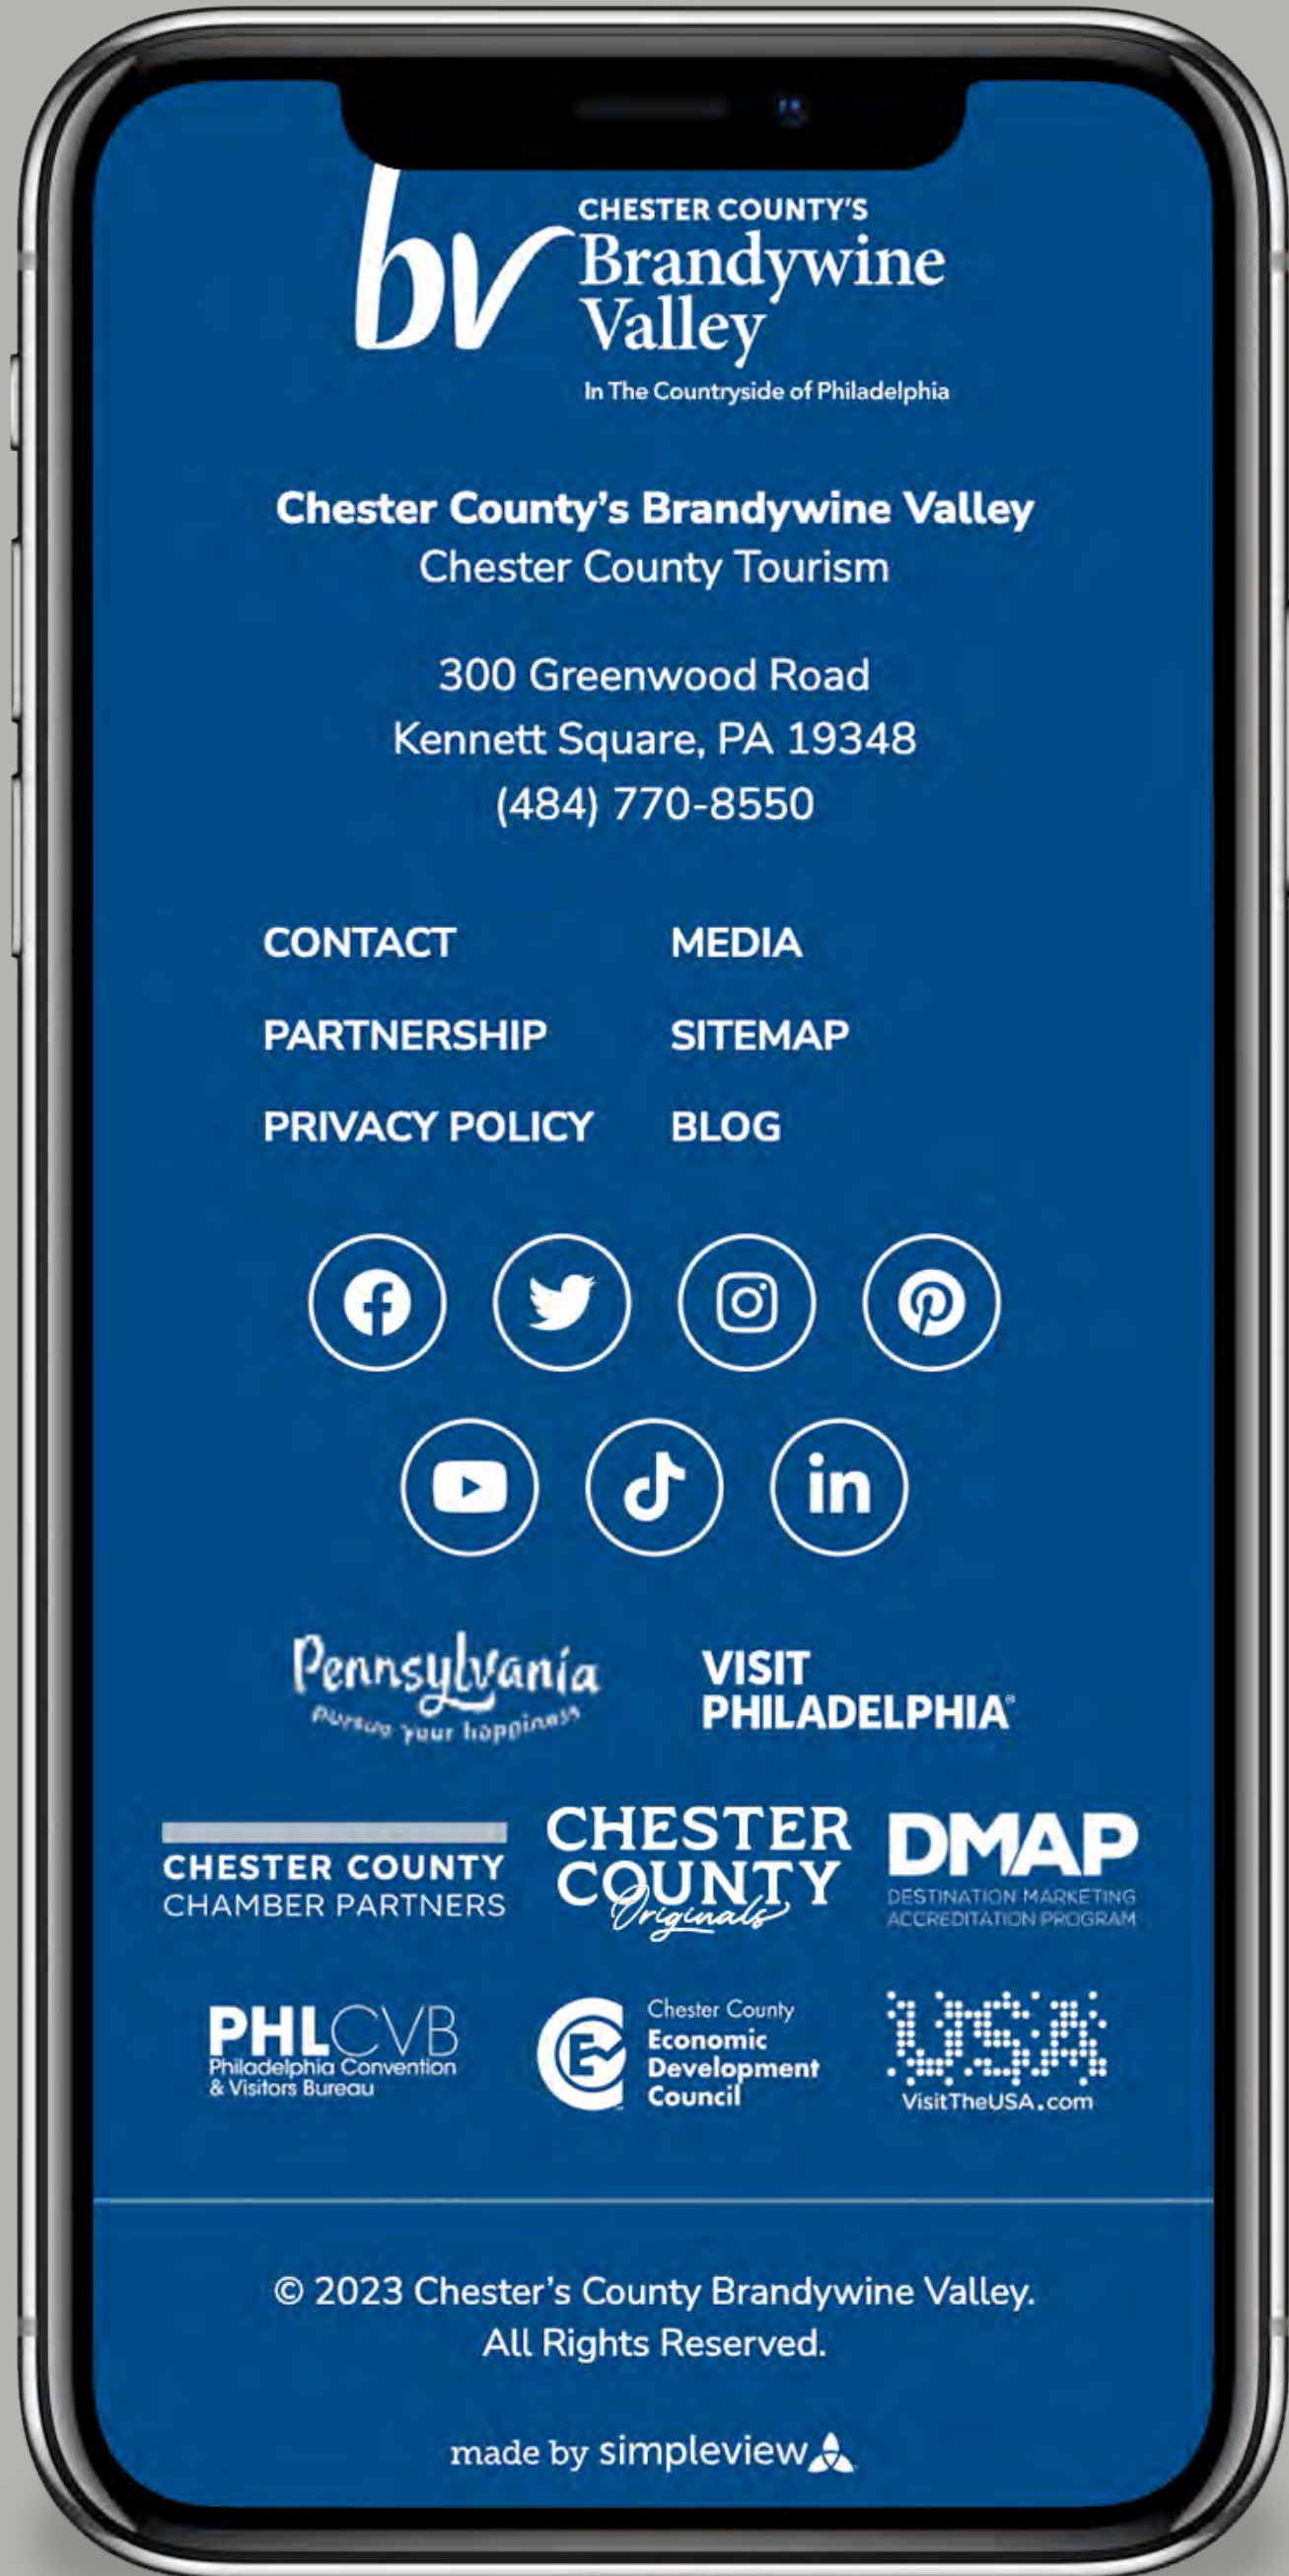 bv
CHESTER COUNTY'S
Brandywine
Valley
In The Countryside of Philadelphia
Chester County's Brandywine Valley
Chester County Tourism
300 Greenwood Road
Kennett Square, PA 19348
(484) 770-8550
CONTACT MEDIA
PARTNERSHIP SITEMAP
PRIVACY POLICY BLOG
in
Pennsylvania
pursue your happiness
VISIT
PHILADELPHIA®
CHESTER COUNTY
CHAMBER PARTNERS
CHESTER
COUNTY
Originals
DMAP
DESTINATION MARKETING
ACCREDITATION PROGRAM
PHLCVB
Philadelphia Convention
& Visitors Bureau
Chester County
Economic
Development
Council
USA
VisitTheUSA.com
© 2023 Chester's County Brandywine Valley.
All Rights Reserved.
made by simpleview